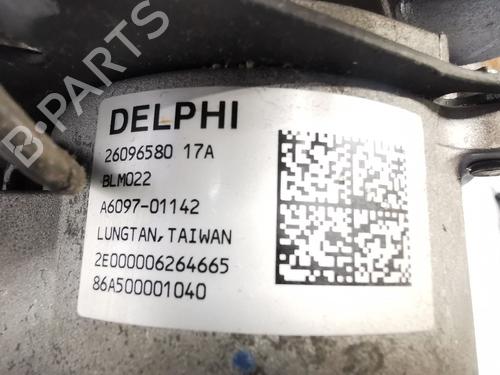 B-PARTS
DELPHI
26096580 17A
BLM022
A6097-01142
LUNGTAN,TAIWAN
2E000006264665
86A500001040